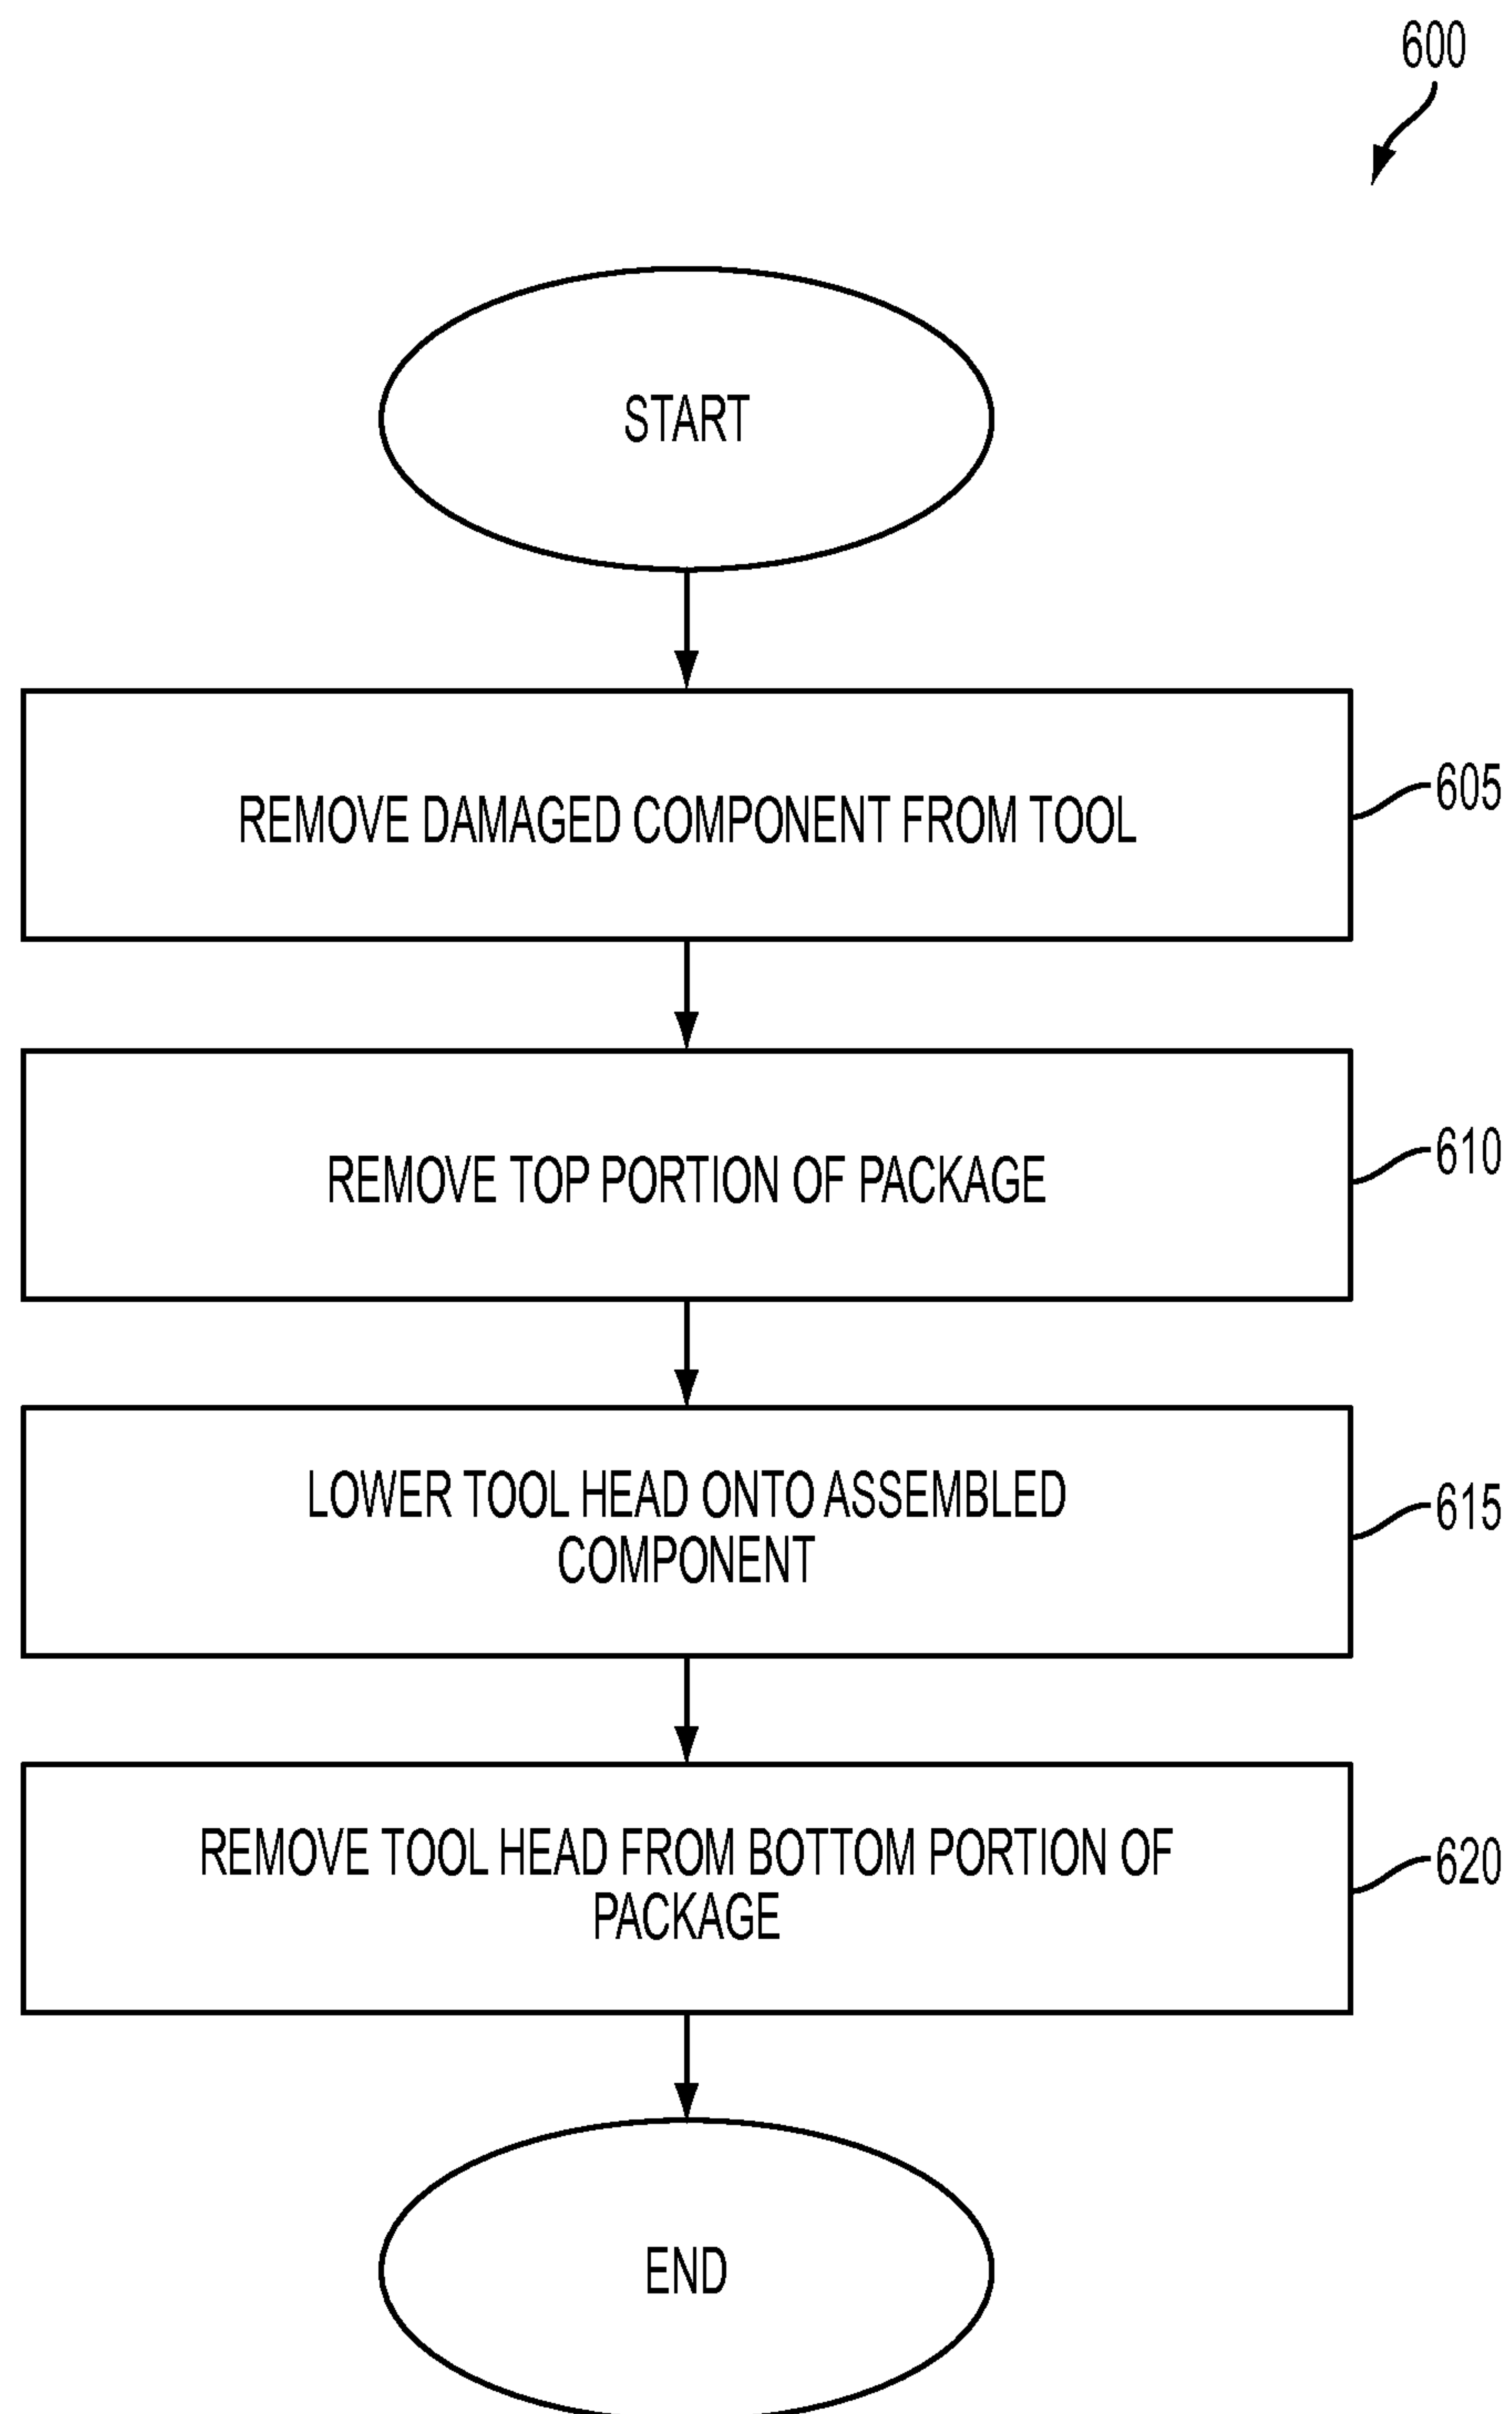 600
START
REMOVE DAMAGED COMPONENT FROM TOOL
605
REMOVE TOP PORTION OF PACKAGE
610
LOWER TOOL HEAD ONTO ASSEMBLED
COMPONENT
615
REMOVE TOOL HEAD FROM BOTTOM PORTION OF
PACKAGE
620
END